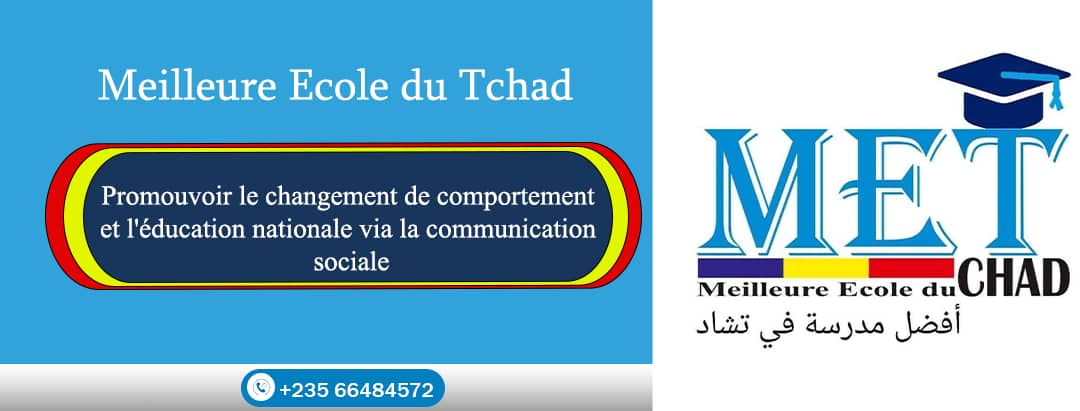 Meilleure Ecole du Tchad
Promouvoir le changement de comportement
et l'éducation nationale via la communication
sociale
+235 66484572
MET
CHAD
Meilleure Ecole du
أفضل مدرسة في تشاد